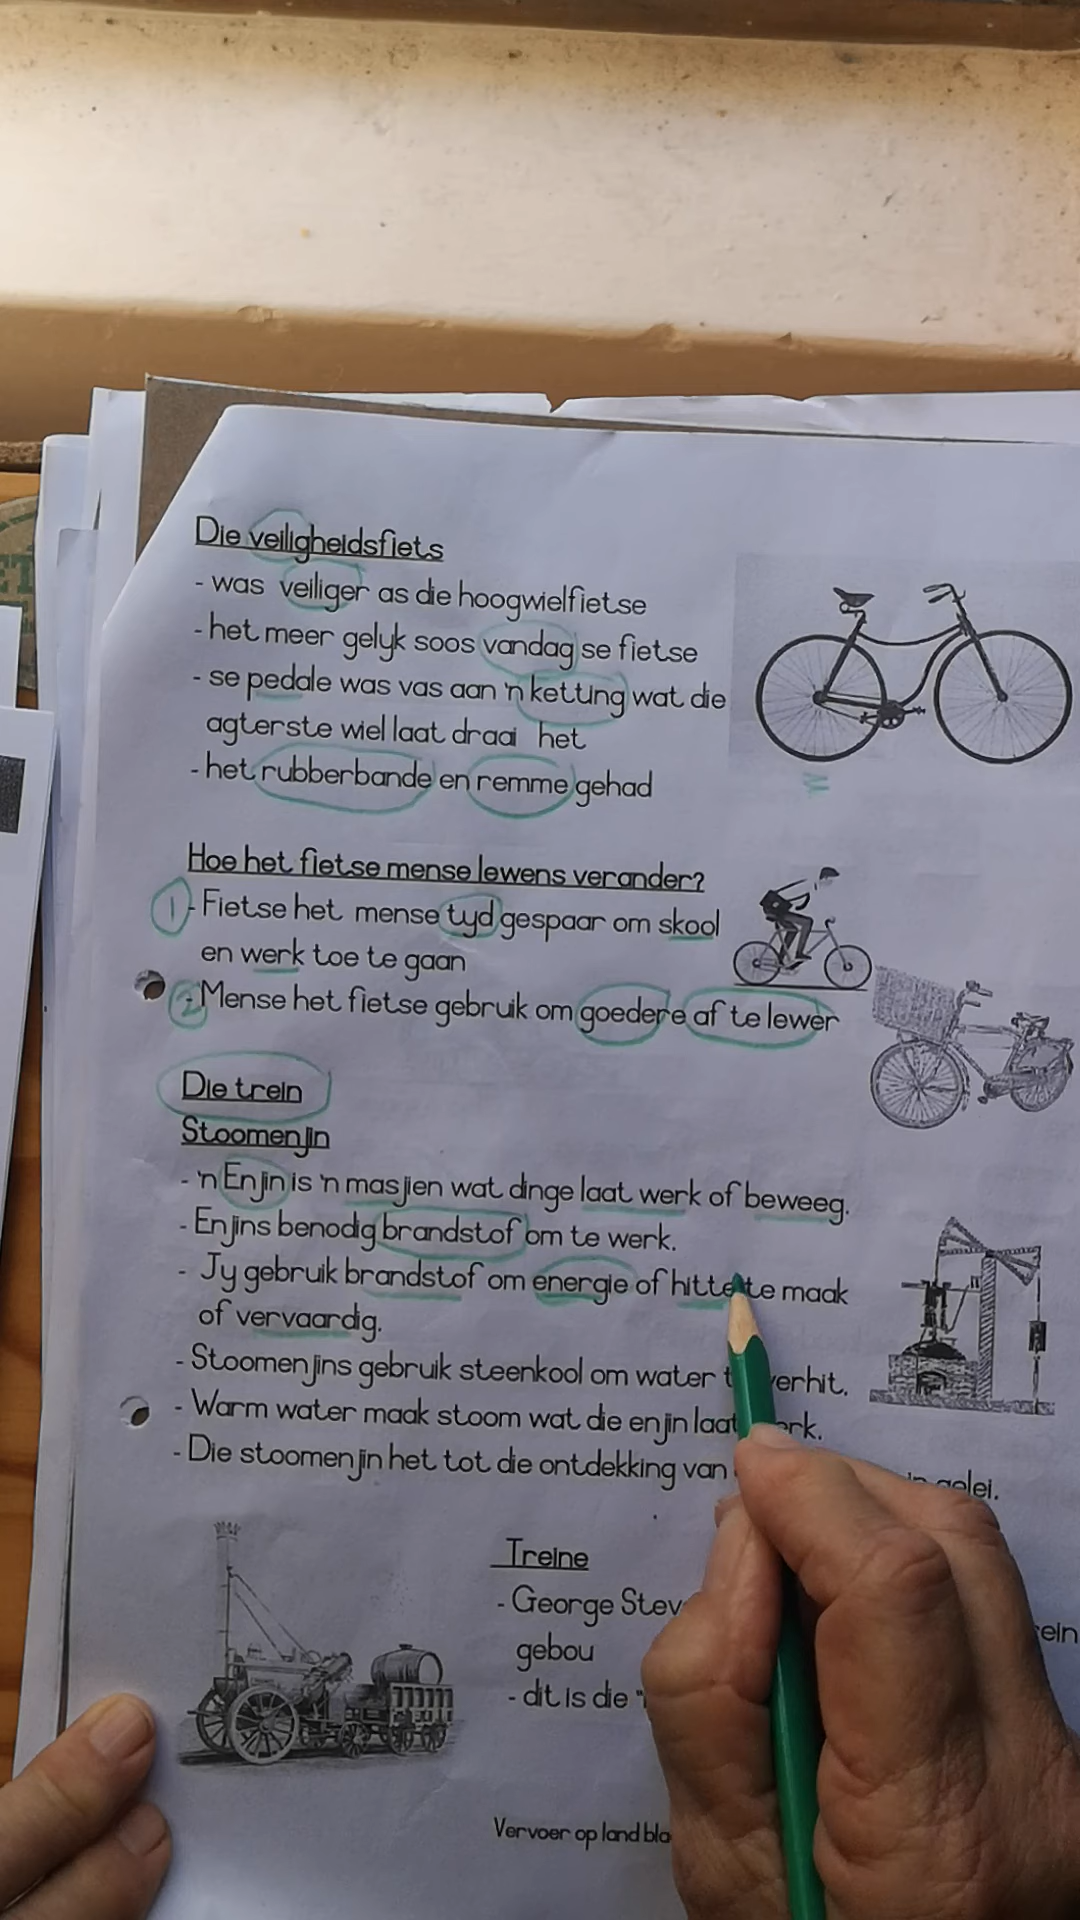 Die veiligheidsfiets
- was veiliger as die hoogwielfietse
- het meer gelyk soos vandag se fietse
- se pedale was vas aan 'n ketting wat die
agterste wiel laat draai het
- het rubberbande en remme gehad
Hoe het fietse mense lewens verander?
1 - Fietse het mense tyd gespaar om skool
en werk toe te gaan
2 - Mense het fietse gebruik om goedere af te lewer
Die trein
Stoomenjin
- 'n Enjin is 'n masjien wat dinge laat werk of beweeg.
- Enjins benodig brandstof om te werk.
- Jy gebruik brandstof om energie of hitte te maak
of vervaardig.
- Stoomenjins gebruik steenkool om water verhit.
- Warm water maak stoom wat die enjin laat werk.
- Die stoomenjin het tot die ontdekking van gelei.
Treine
- George
gebou
- dit is die
Vervoer op land